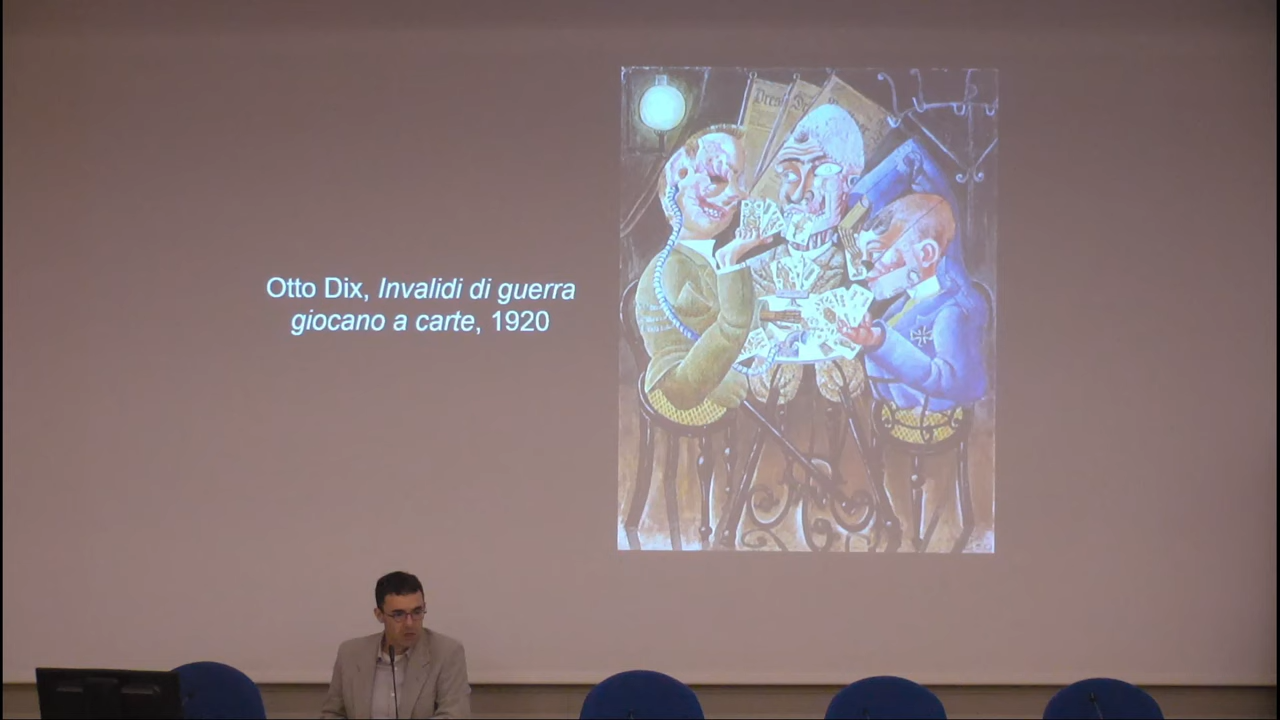 Otto Dix, Invalidi di guerra
giocano a carte, 1920